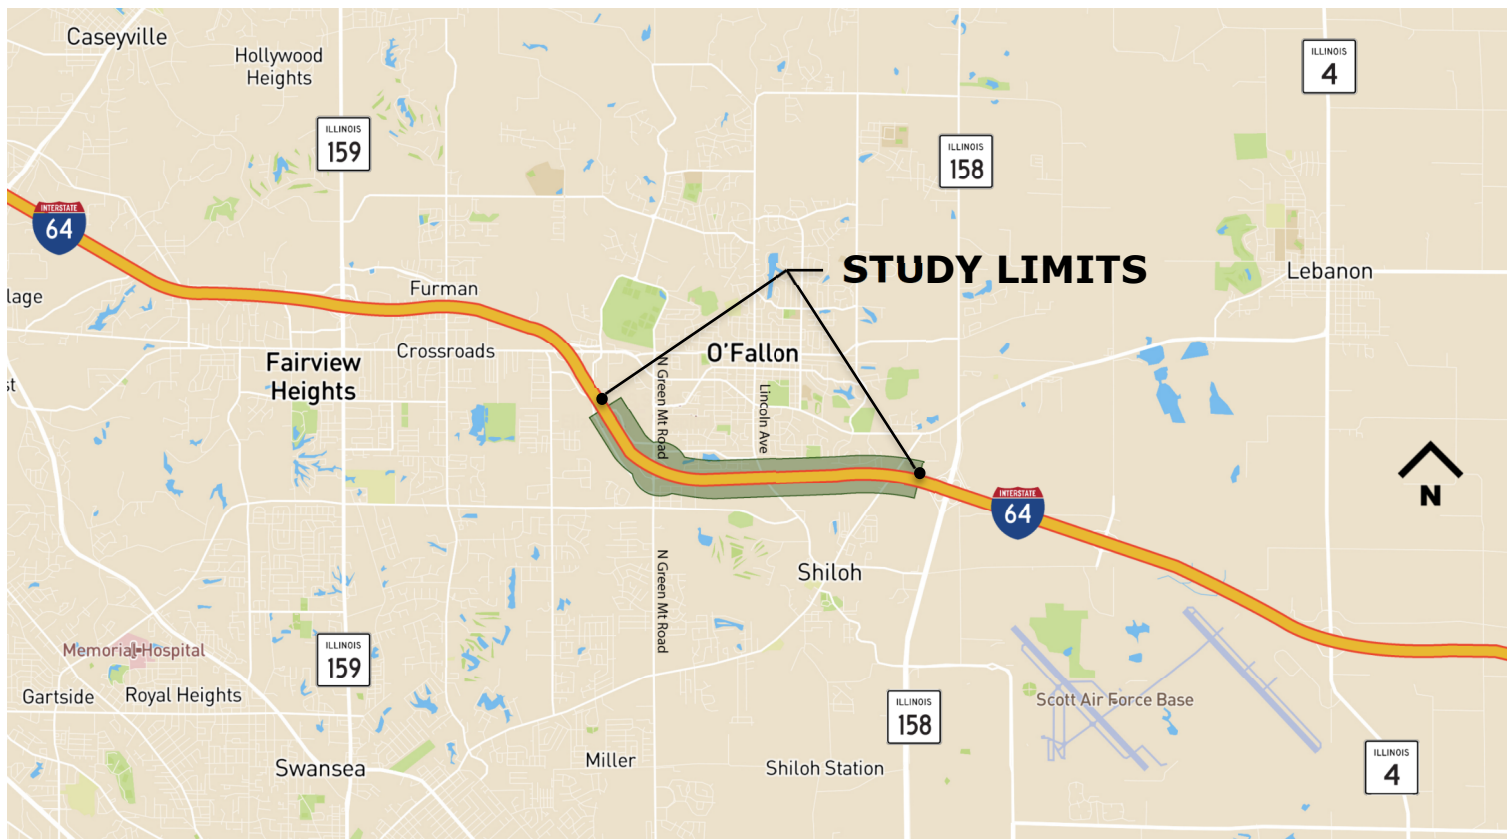 Caseyville
Hollywood
Heights
ILLINOIS
4
ILLINOIS
159
ILLINOIS
158
INTERSTATE
64
STUDY LIMITS
Lebanon
Furman
lage
Crossroads
O'Fallon
Fairview
Heights
st
N Green Mt Road
Lincoln Ave
N
INTERSTATE
64
Shiloh
N Green Mt Road
Memorial Hospital
ILLINOIS
159
Gartside
Royal Heights
Scott Air Force Base
ILLINOIS
158
Miller
Shiloh Station
Swansea
ILLINOIS
4